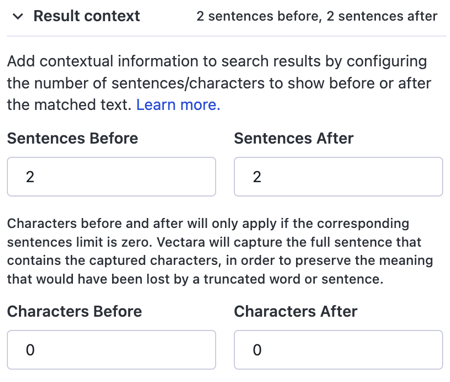 Result context 2 sentences before, 2 sentences after
Add contextual information to search results by configuring
the number of sentences/characters to show before or after
the matched text. Learn more.
Sentences Before Sentences After
2 2
Characters before and after will only apply if the corresponding
sentences limit is zero. Vectara will capture the full sentence that
contains the captured characters, in order to preserve the meaning
that would have been lost by a truncated word or sentence.
Characters Before Characters After
0 0